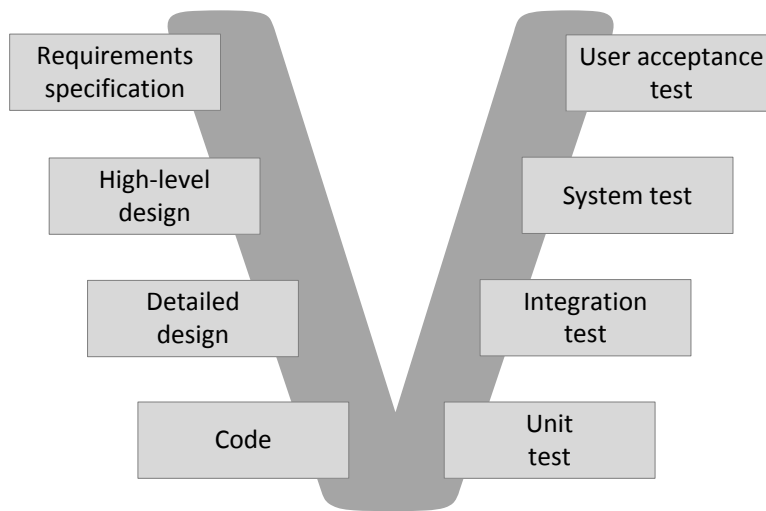 Requirements
specification
User acceptance
test
High-level
design
System test
Detailed
design
Integration
test
Code
Unit
test